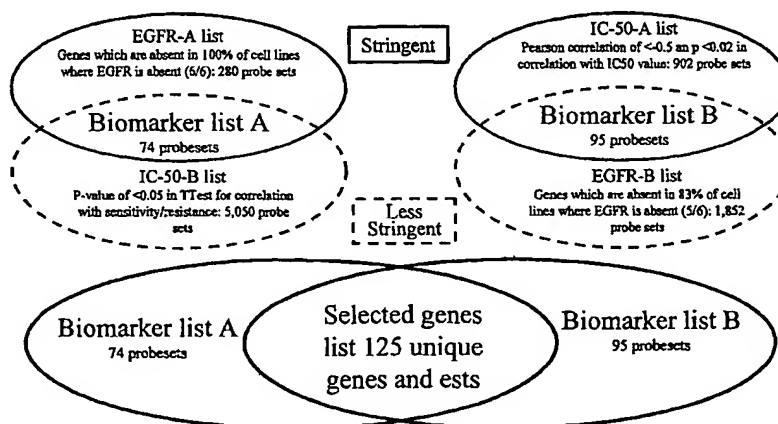 EGFR-A list
Genes which are absent in 100% of cell lines
where EGFR is absent (6/6): 280 probe sets
Biomarker list A
74 probesets
IC-50-B list
P-value of <0.05 in TTest for correlation
with sensitivity/resistance: 5,050 probe
sets
Stringent
Less
Stringent
IC-50-A list
Pearson correlation of <-0.5 an p <0.02 in
correlation with IC50 value: 902 probe sets
Biomarker list B
95 probesets
EGFR-B list
Genes which are absent in 83% of cell
lines where EGFR is absent (5/6): 1,852
probe sets
Biomarker list A
74 probesets
Selected genes
list 125 unique
genes and ests
Biomarker list B
95 probesets